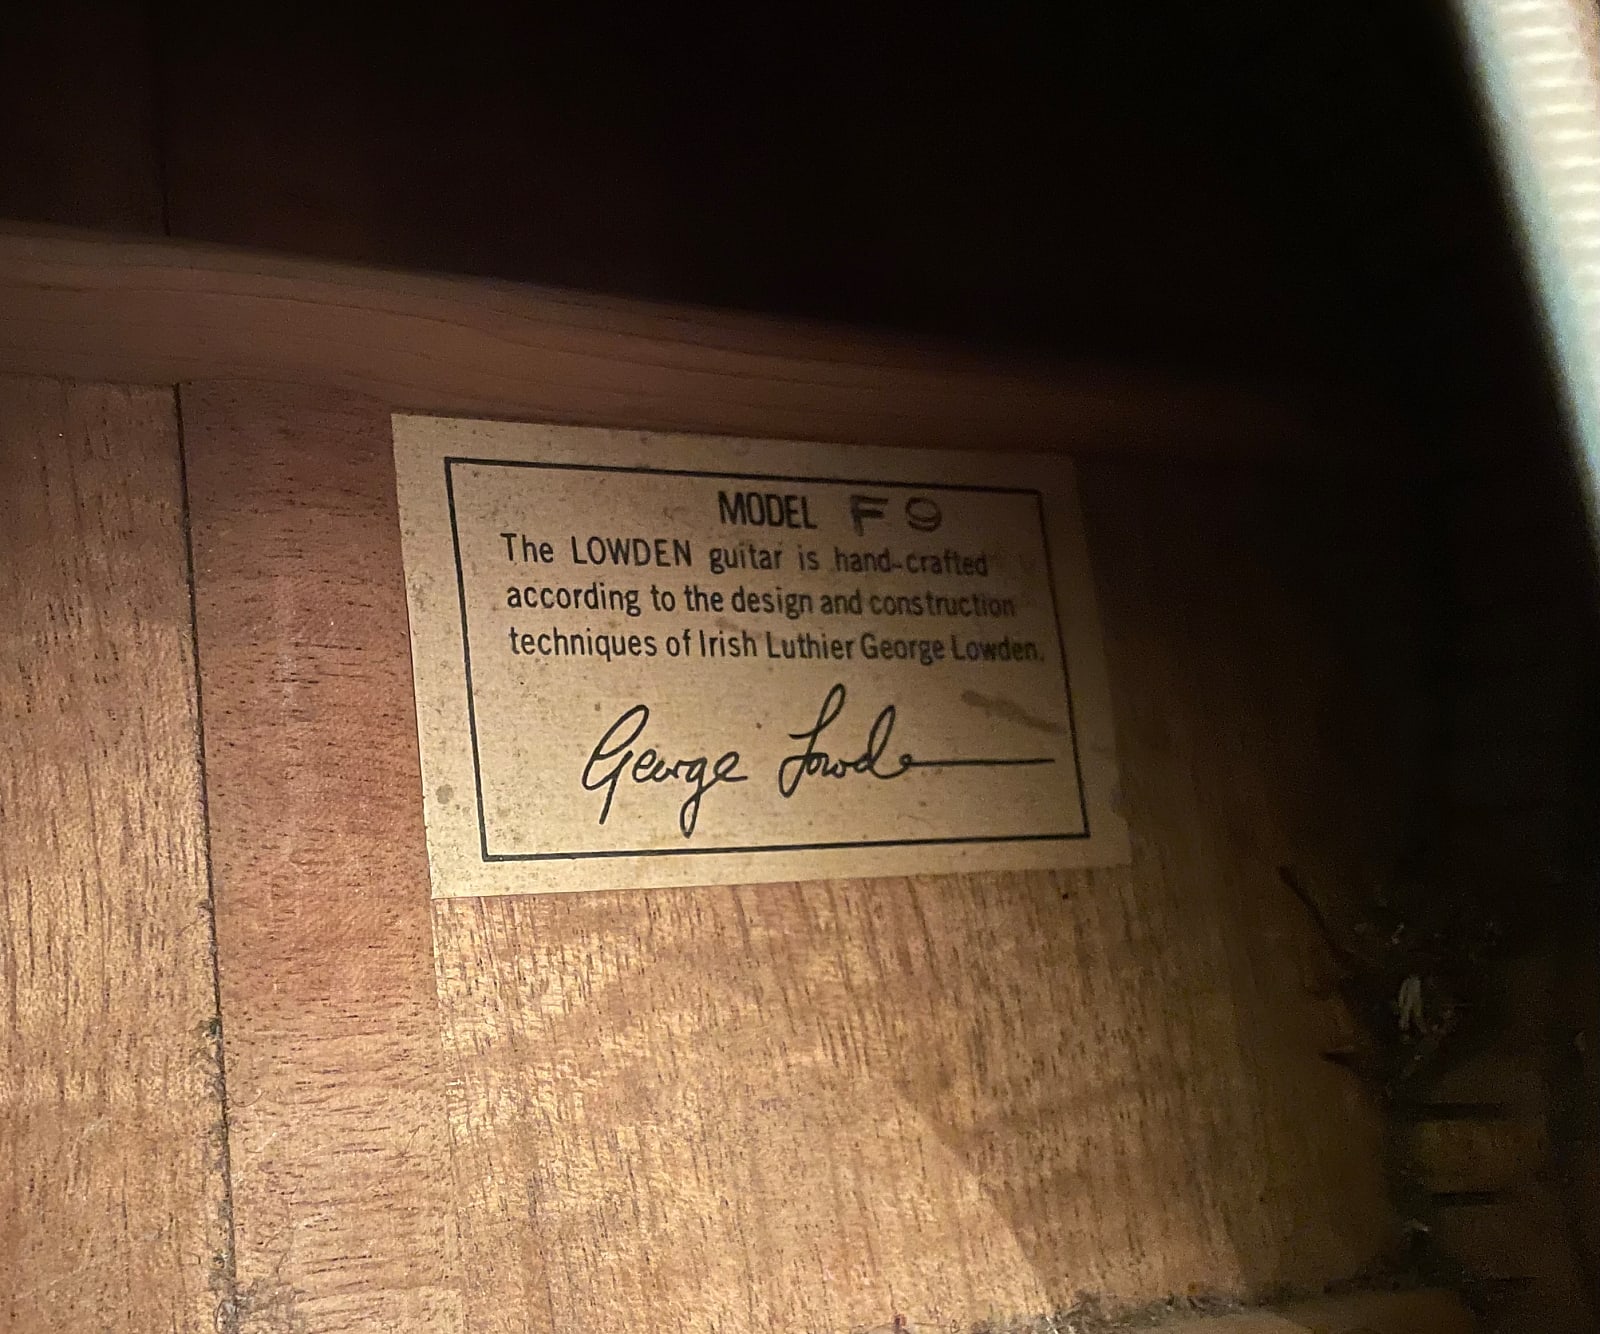 MODEL F9
The LOWDEN guitar is hand-crafted
according to the design and construction
techniques of Irish Luthier George Lowden.
George Lowden